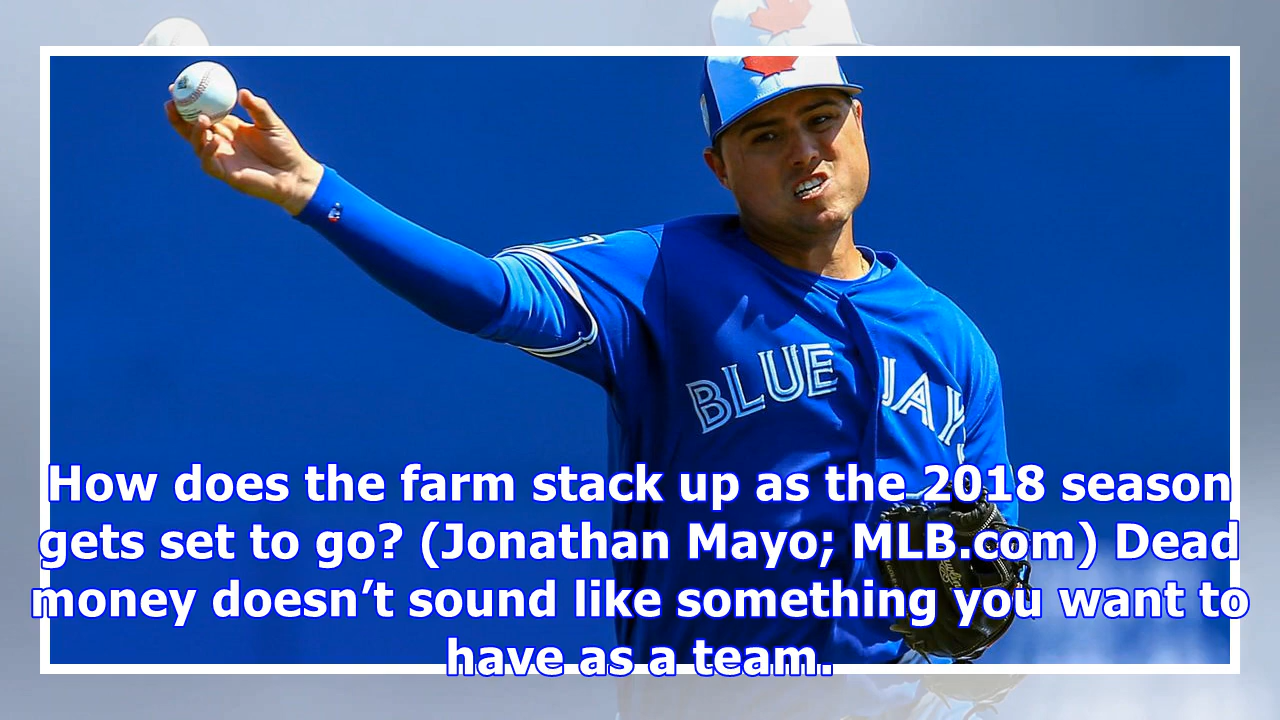 BLUE JAY
How does the farm stack up as the 2018 season
gets set to go? (Jonathan Mayo; MLB.com) Dead
money doesn’t sound like something you want to
have as a team.